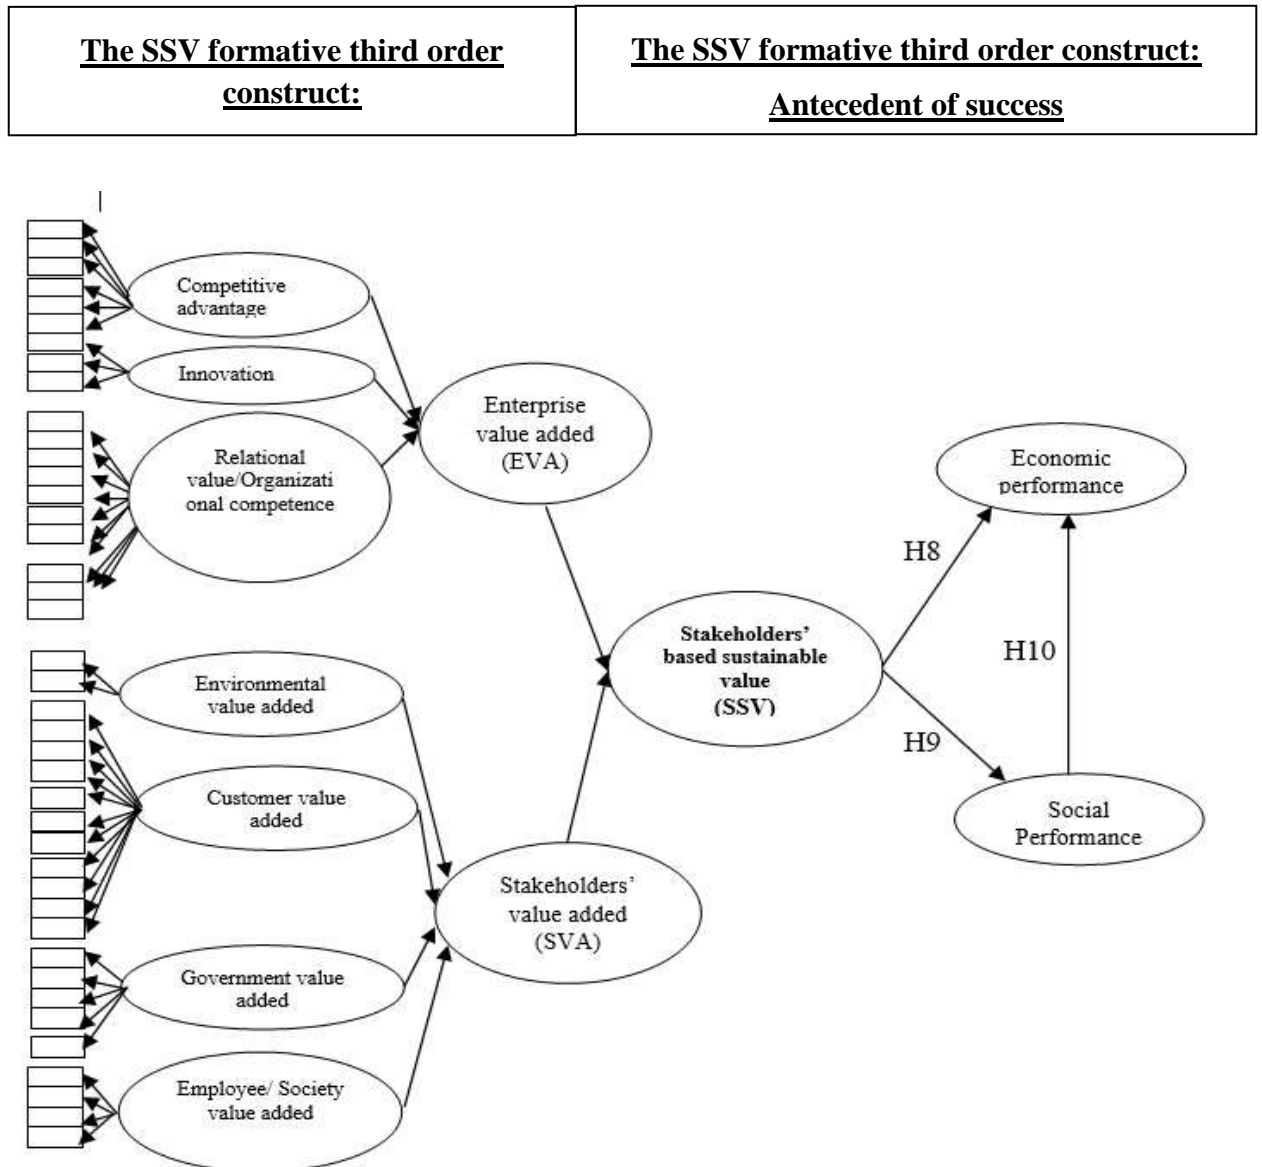 The SSV formative third order
construct:
The SSV formative third order construct:
Antecedent of success
Competitive
advantage
Innovation
Relational
value/Organizati
onal competence
Enterprise
value added
(EVA)
Environmental
value added
Customer value
added
Government value
added
Employee/ Society
value added
Stakeholders’
value added
(SVA)
Stakeholders’
based sustainable
value
(SSV)
H8
H9
H10
Economic
performance
Social
Performance